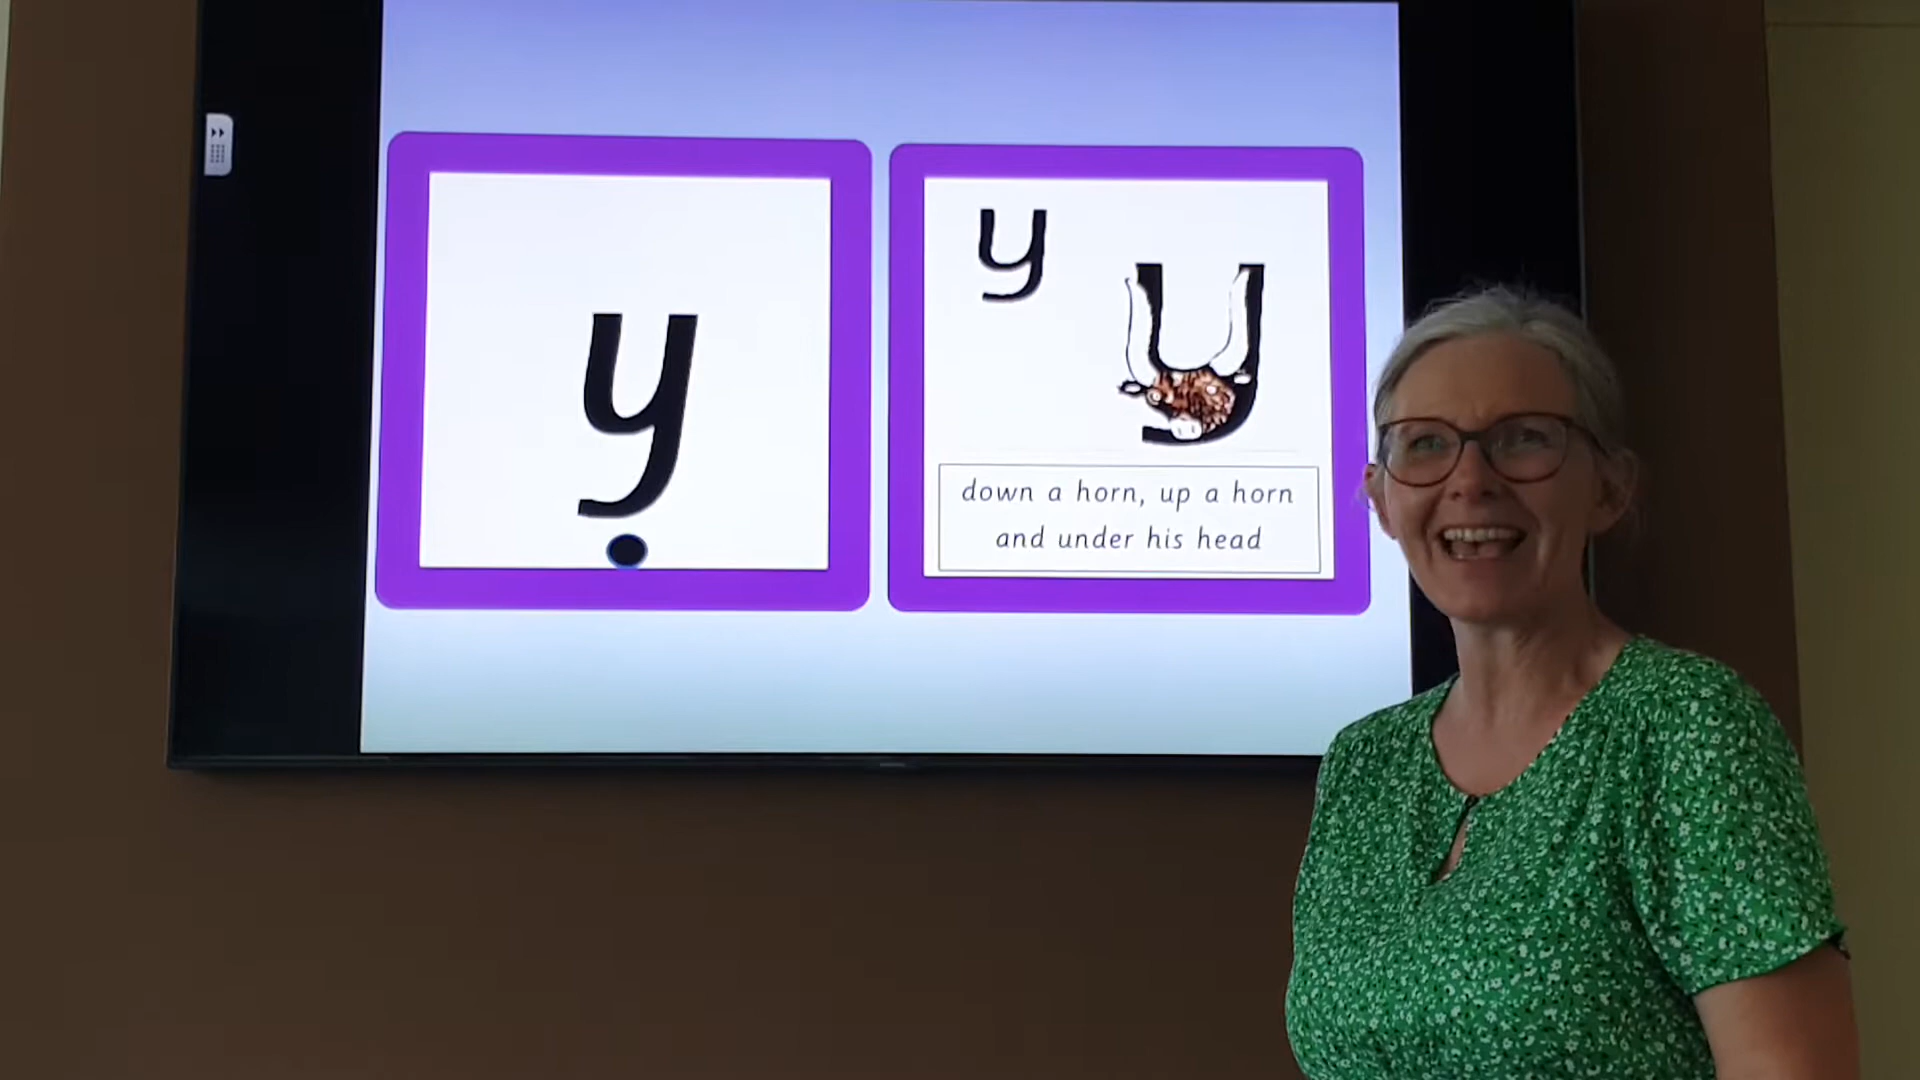 y
y
y
down a horn, up a horn
and under his head